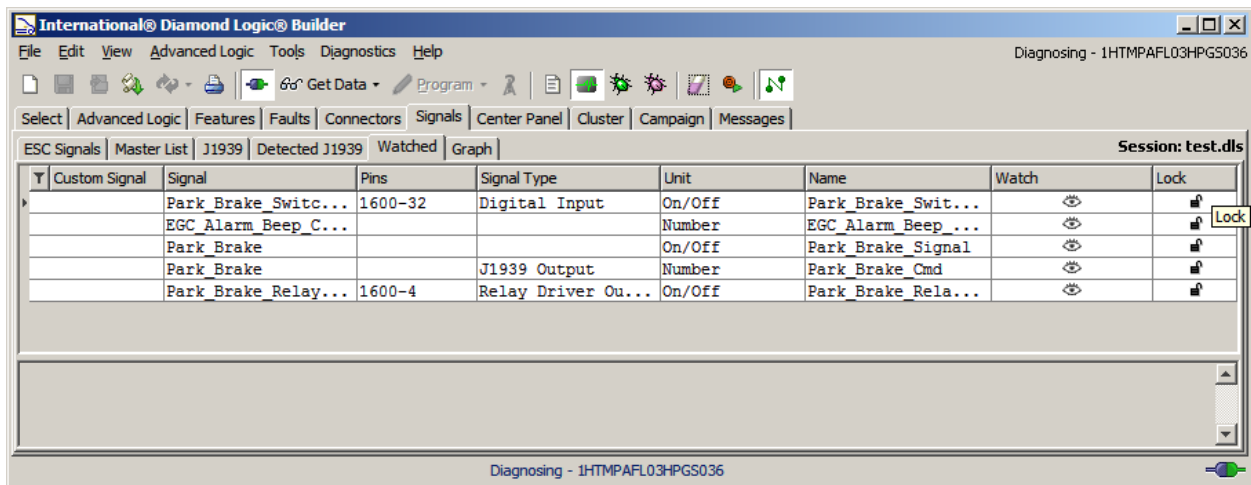 International® Diamond Logic® Builder
File Edit View Advanced Logic Tools Diagnostics Help Diagnosing - 1HTMPAFL03HPGS036
Get Data Program
Select Advanced Logic Features Faults Connectors Signals Center Panel Cluster Campaign Messages
ESC Signals Master List J1939 Detected J1939 Watched Graph Session: test.dls
Custom Signal Signal Pins Signal Type Unit Name Watch Lock
Park_Brake_Switc... 1600-32 Digital Input On/Off Park_Brake_Swit...
Lock
EGC_Alarm_Beep_C... Number EGC_Alarm_Beep_...
Park_Brake On/Off Park_Brake_Signal
Park_Brake J1939 Output Number Park_Brake_Cmd
Park_Brake_Relay... 1600-4 Relay Driver Ou... On/Off Park_Brake_Rela...
Diagnosing - 1HTMPAFL03HPGS036